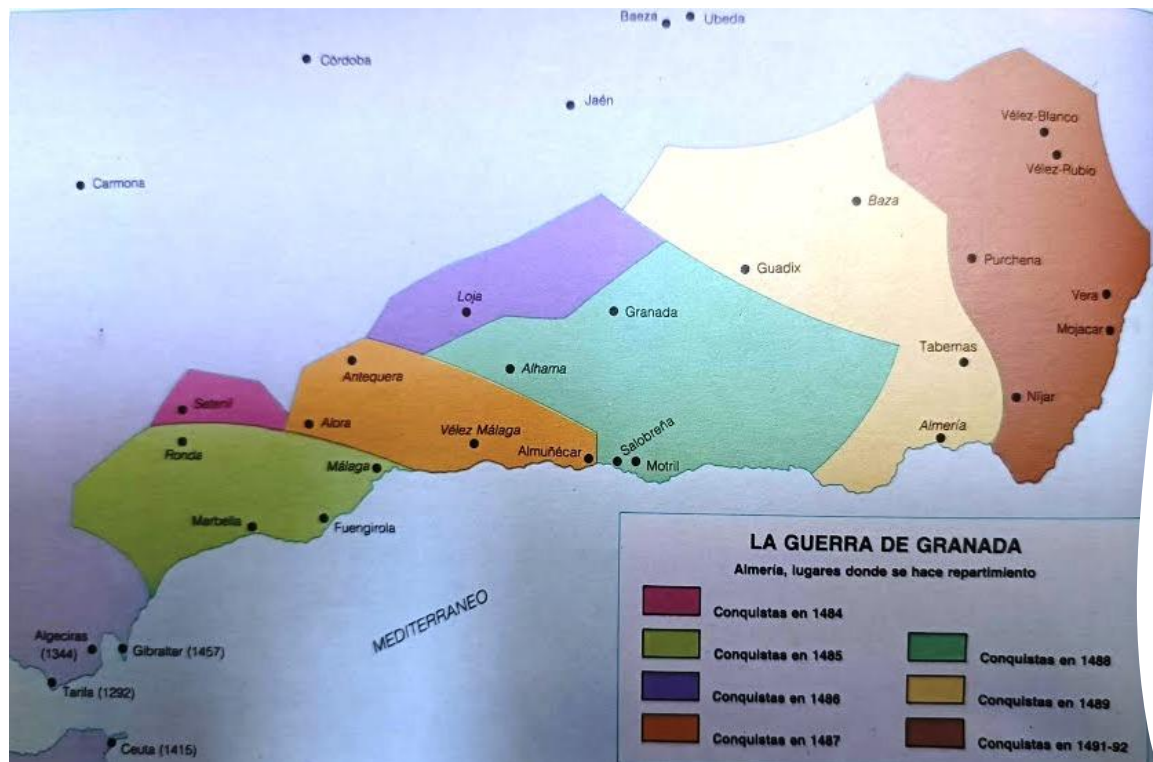 Baeza
Ubeda
Córdoba
Jaén
Carmona
Vélez-Blanco
Vélez-Rubio
Baza
Guadix
Purchena
Loja
Granada
Vera
Mojacar
Tabernas
Antequera
Alhama
Níjar
Setenil
Alora
Vélez Málaga
Almería
Ronda
Málaga
Almuñécar
Salobreña
Motril
Marbella
Fuengirola
MEDITERRANEO
Algeciras
(1344)
Gibraltar (1457)
Tarifa (1292)
Ceuta (1415)
LA GUERRA DE GRANADA
Almería, lugares donde se hace repartimiento
Conquistas en 1484
Conquistas en 1485
Conquistas en 1486
Conquistas en 1487
Conquistas en 1488
Conquistas en 1489
Conquistas en 1491-92